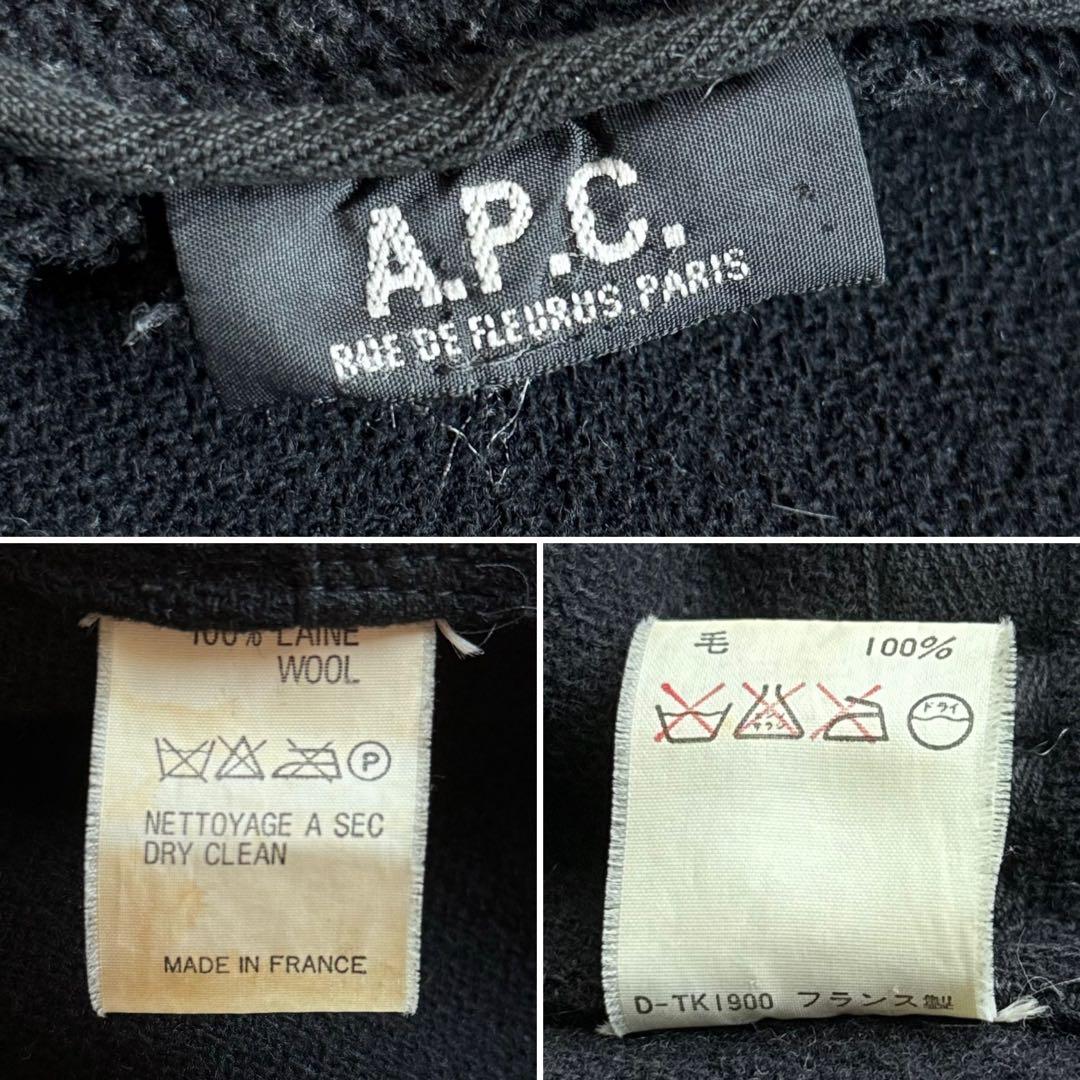 A.P.C.
RUE DE FLEURUS. PARIS
100% LAINE
WOOL
P
NETTOYAGE A SEC
DRY CLEAN
MADE IN FRANCE
毛 100%
ドライ
D-TK1900 フランス製